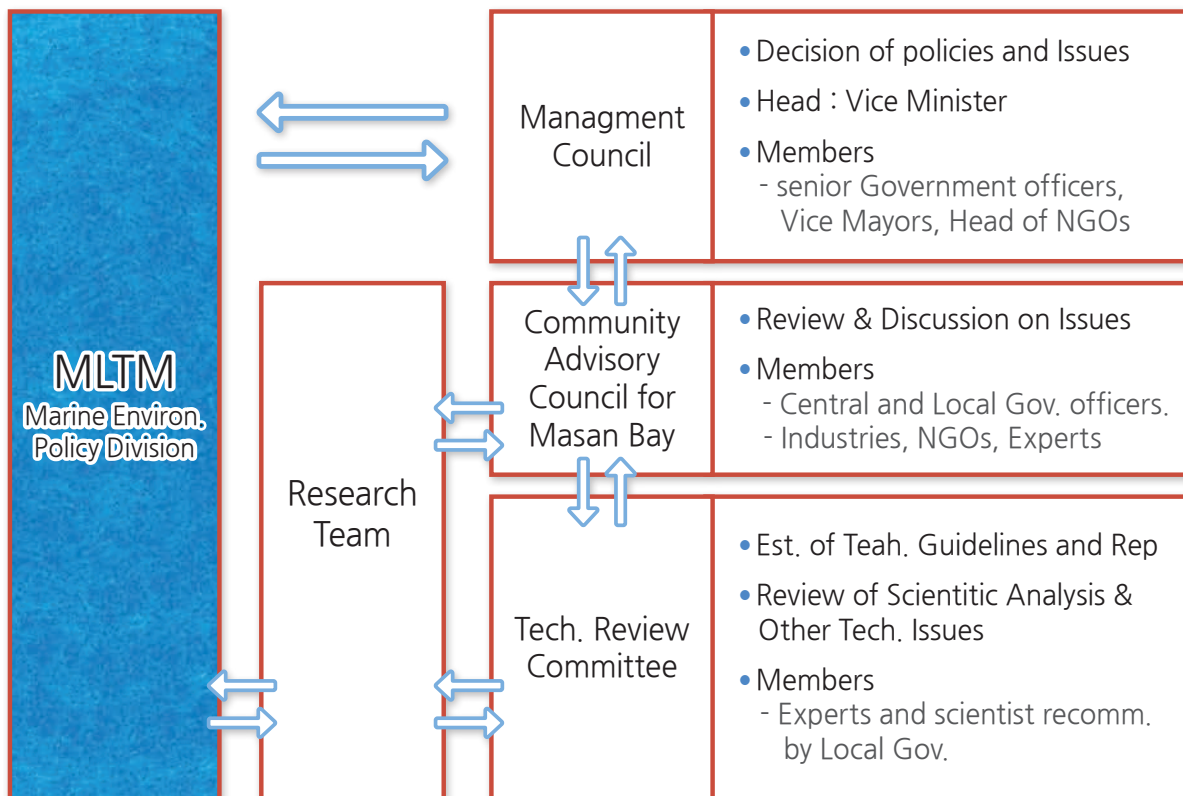 MLTM
Marine Environ.
Policy Division
Research
Team
Managment
Council
• Decision of policies and Issues
• Head : Vice Minister
• Members
- senior Government officers,
Vice Mayors, Head of NGOs
Community
Advisory
Council for
Masan Bay
• Review & Discussion on Issues
• Members
- Central and Local Gov. officers.
- Industries, NGOs, Experts
Tech. Review
Committee
• Est. of Teah. Guidelines and Rep
• Review of Scientitic Analysis &
Other Tech. Issues
• Members
- Experts and scientist recomm.
by Local Gov.